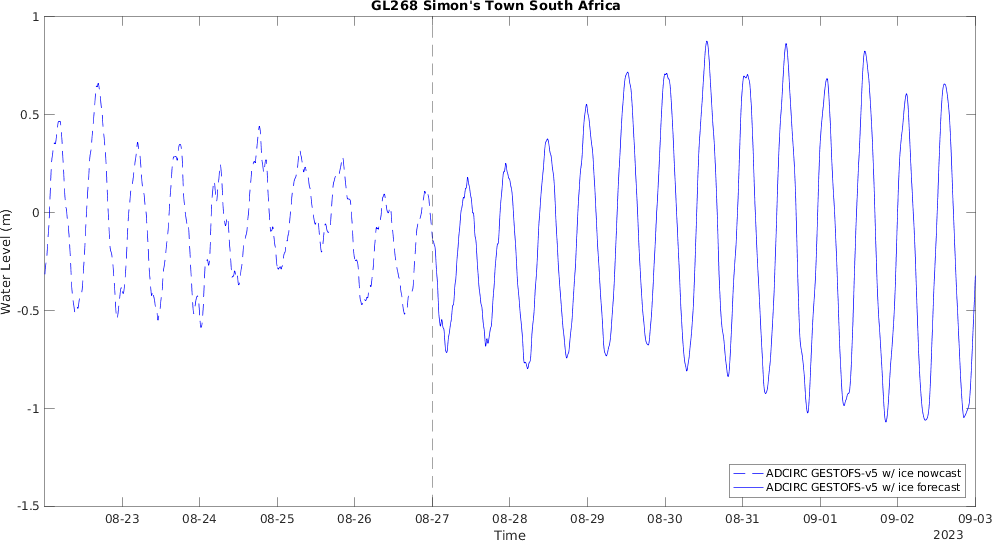 GL268 Simon's Town South Africa
1
0.5
0
-0.5
-1
-1.5
Water Level (m)
ADCIRC GESTOFS-v5 w/ ice nowcast
ADCIRC GESTOFS-v5 w/ ice forecast
08-23 08-24 08-25 08-26 08-27 08-28 08-29 08-30 08-31 09-01 09-02 09-03
Time
2023